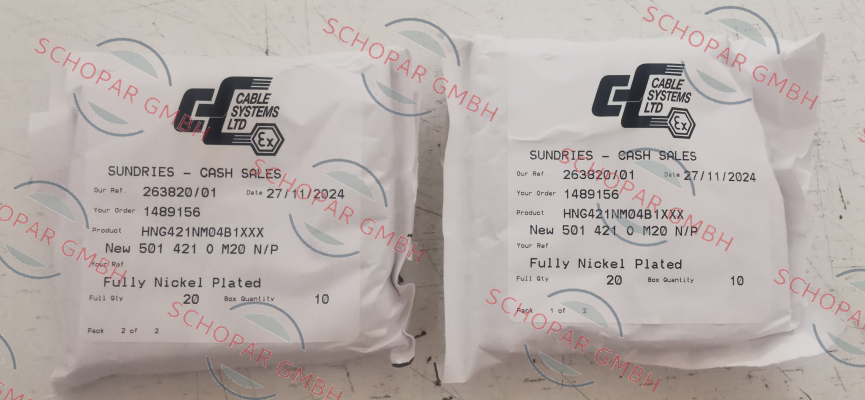 CABLE
SYSTEMS
LTD
Ex
SUNDRIES - CASH SALES
Our Ref. 263820/01 Date 27/11/2024
Your Order 1489156
Product HNG421NM04B1XXX
New 501 421 0 M20 N/P
Your Ref
Fully Nickel Plated
Full Qty 20 Box Quantity 10
Pack 2 of 2
CABLE
SYSTEMS
LTD
Ex
SUNDRIES - CASH SALES
Our Ref. 263820/01 Date 27/11/2024
Your Order 1489156
Product HNG421NM04B1XXX
New 501 421 0 M20 N/P
Your Ref
Fully Nickel Plated
Full Qty 20 Box Quantity 10
Pack 1 of 2
SCHOPAR GMBH
SCHOPAR GMBH
SCHOPAR GMBH
SCHOPAR GMBH
SCHOPAR GMBH
SCHOPAR GMBH
SCHOPAR GMBH